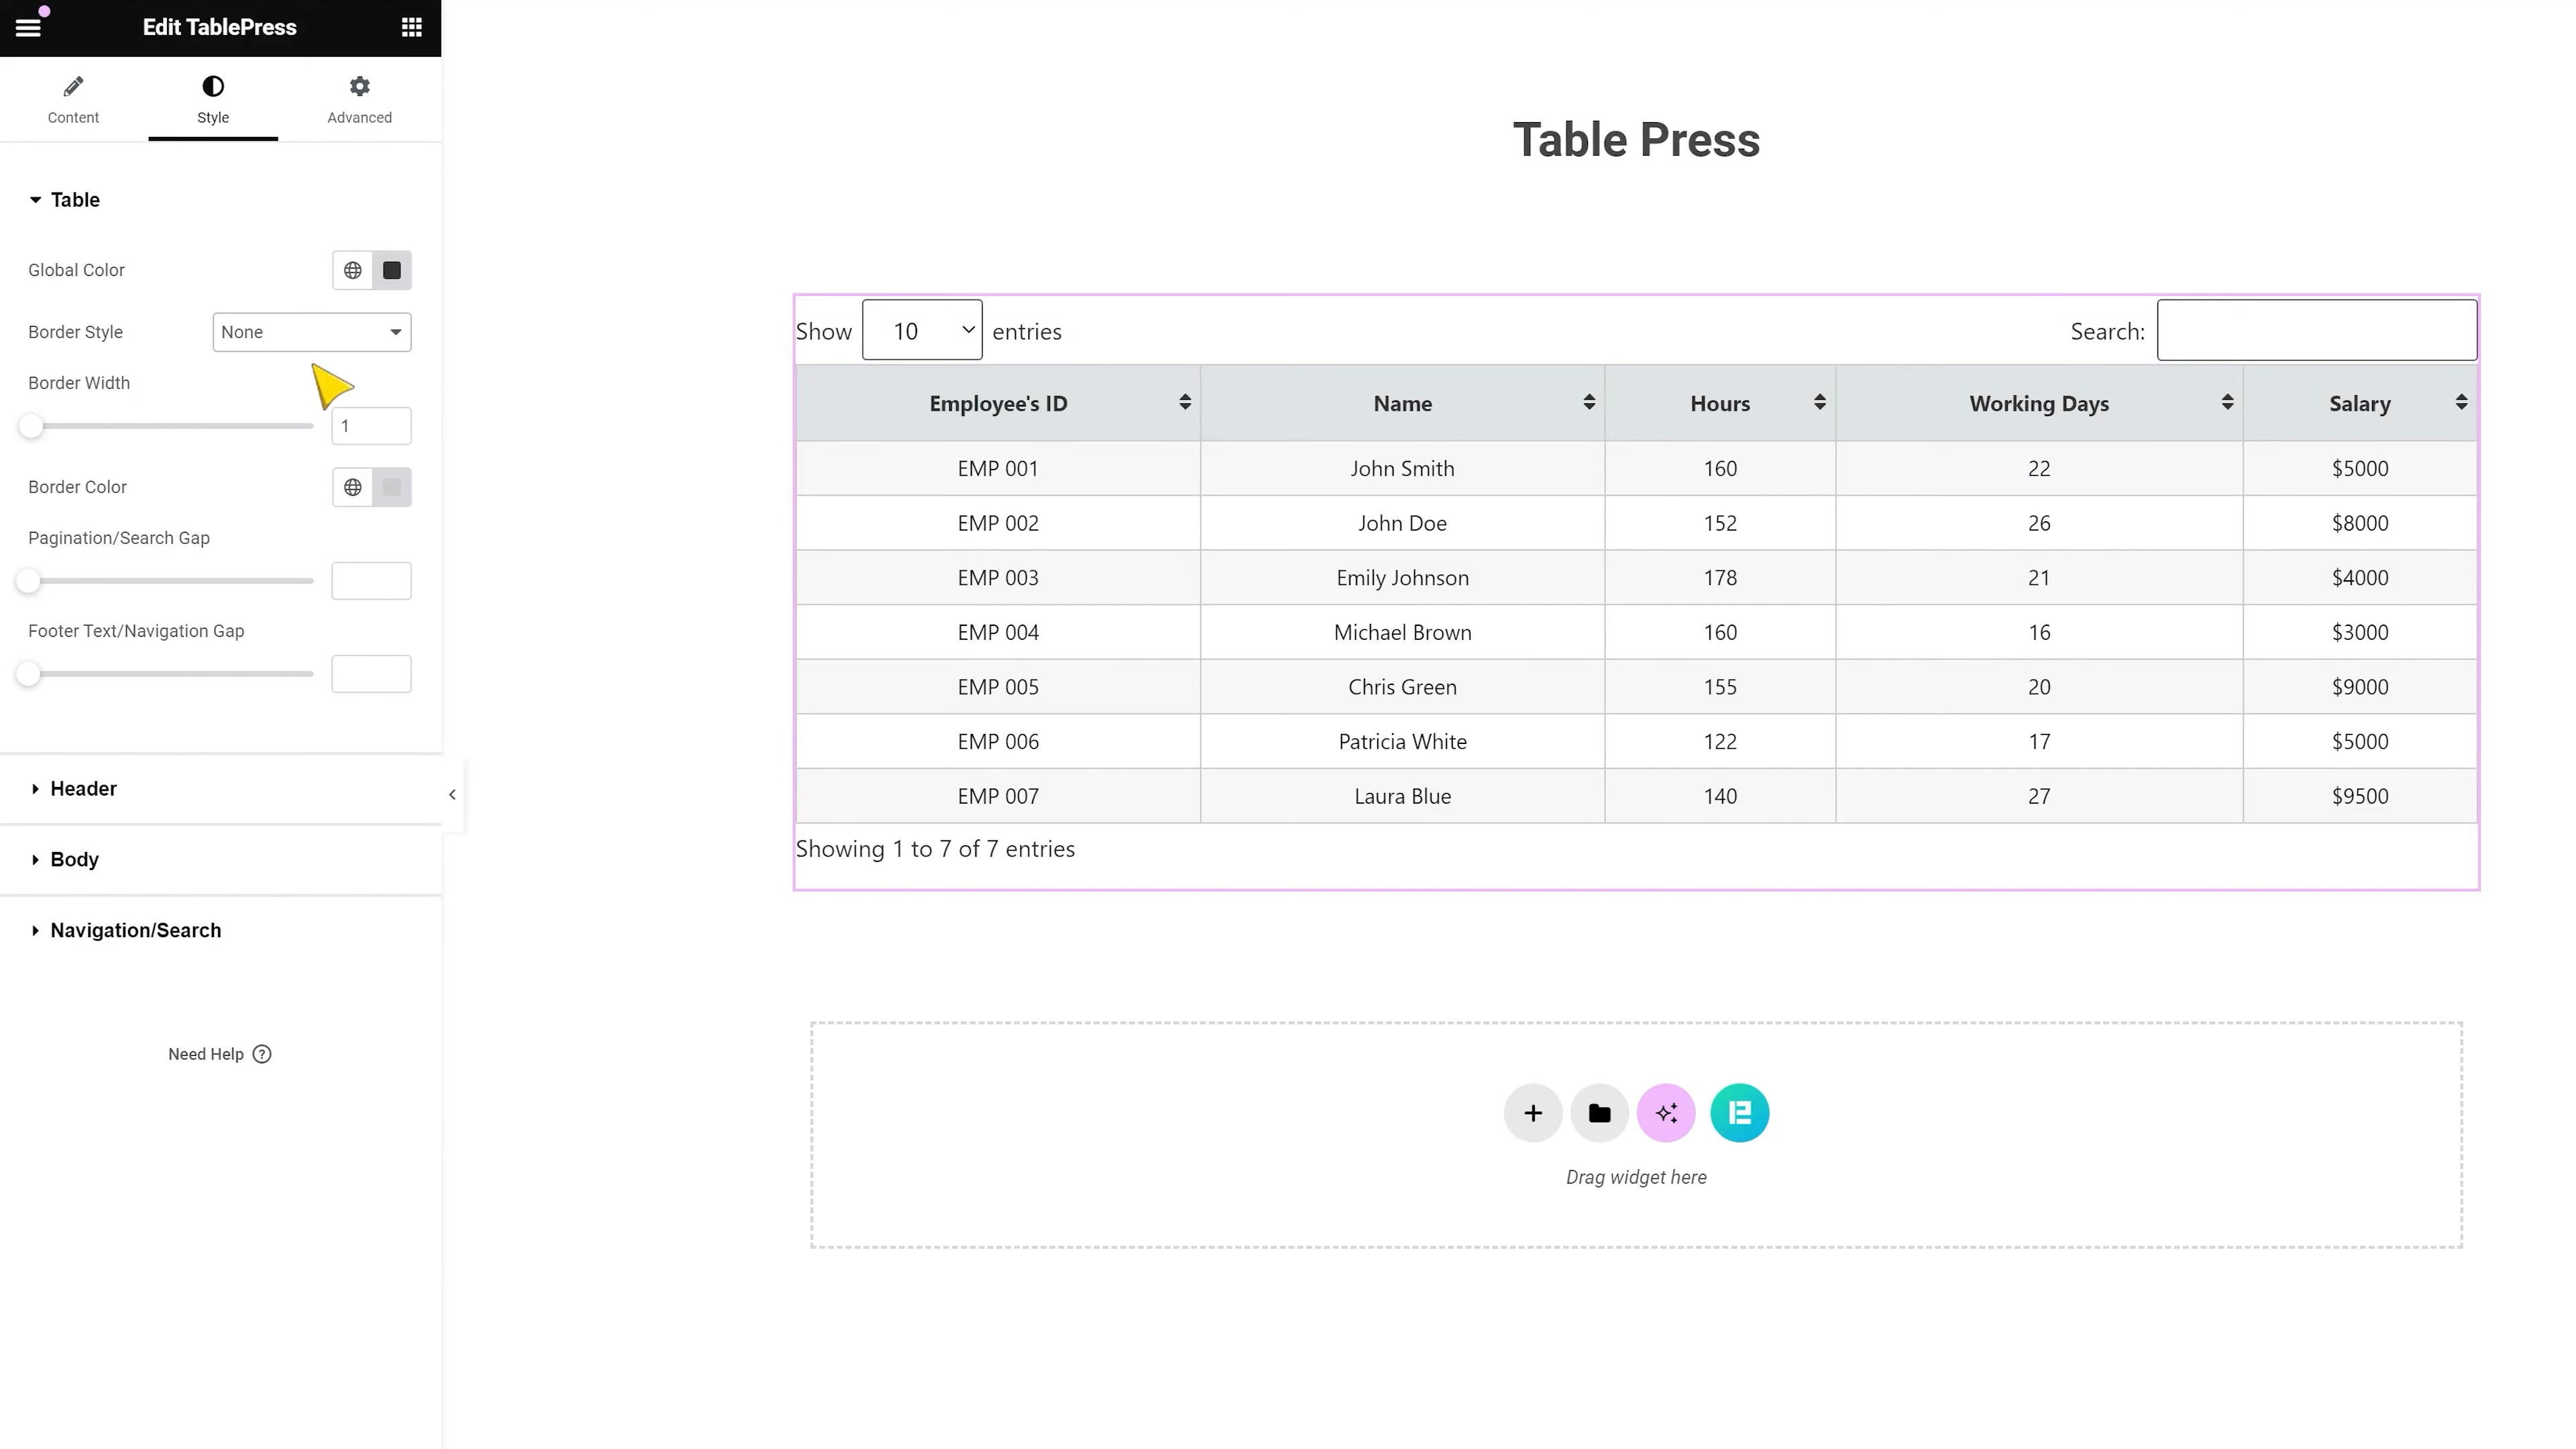 Edit TablePress
Content Style Advanced
Table
Global Color
Border Style None
Border Width
1
Border Color
Pagination/Search Gap
Footer Text/Navigation Gap
Header
Body
Navigation/Search
Need Help ?
Table Press
Show 10 entries Search:
Employee's ID Name Hours Working Days Salary
EMP 001 John Smith 160 22 $5000
EMP 002 John Doe 152 26 $8000
EMP 003 Emily Johnson 178 21 $4000
EMP 004 Michael Brown 160 16 $3000
EMP 005 Chris Green 155 20 $9000
EMP 006 Patricia White 122 17 $5000
EMP 007 Laura Blue 140 27 $9500
Showing 1 to 7 of 7 entries
Drag widget here